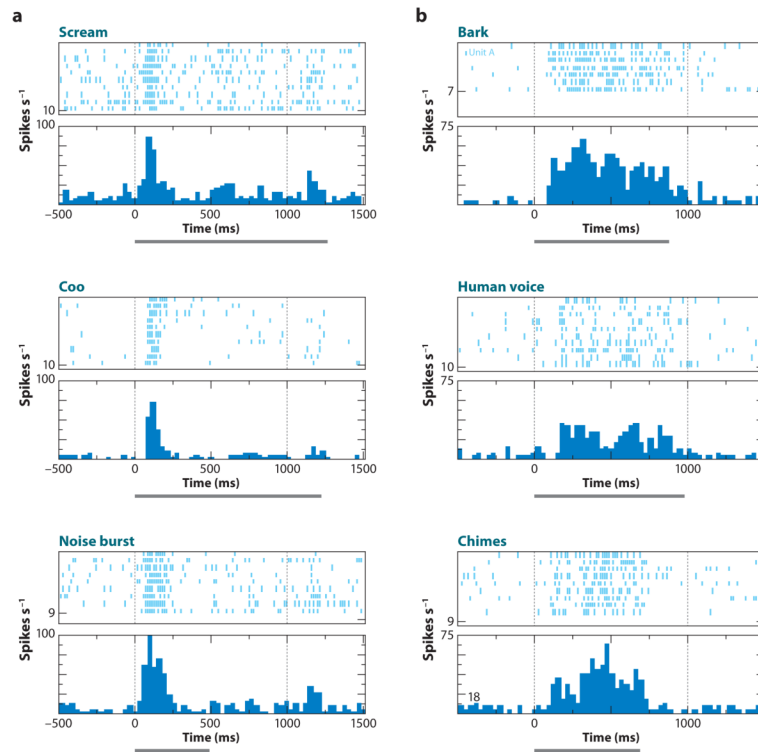 a
Scream
10
100
Spikes s⁻¹
–500 0 500 1000 1500
Time (ms)
Coo
10
100
Spikes s⁻¹
–500 0 500 1000 1500
Time (ms)
Noise burst
9
100
Spikes s⁻¹
–500 0 500 1000 1500
Time (ms)
b
Bark
Unit A
7
75
Spikes s⁻¹
0 1000
Time (ms)
Human voice
10
75
Spikes s⁻¹
0 1000
Time (ms)
Chimes
9
75
Spikes s⁻¹
18
0 1000
Time (ms)